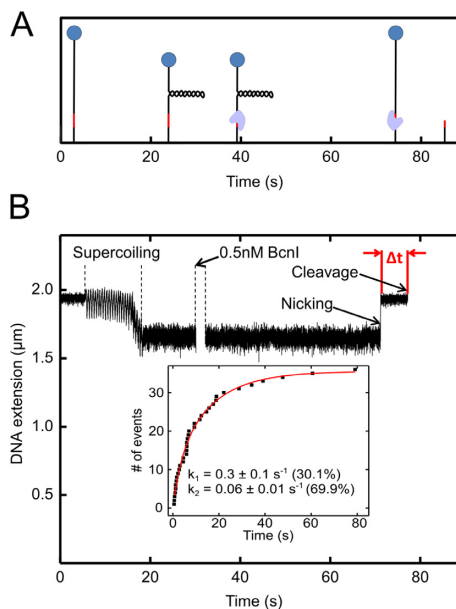 A
0 20 40 60 80
Time (s)
B
Supercoiling
0.5nM BcnI
Δt
Cleavage
Nicking
DNA extension (µm)
2.0
1.5
1.0
0.5
# of events
30
20
10
0
k₁ = 0.3 ± 0.1 s⁻¹ (30.1%)
k₂ = 0.06 ± 0.01 s⁻¹ (69.9%)
0 20 40 60 80
Time (s)
0 20 40 60 80
Time (s)